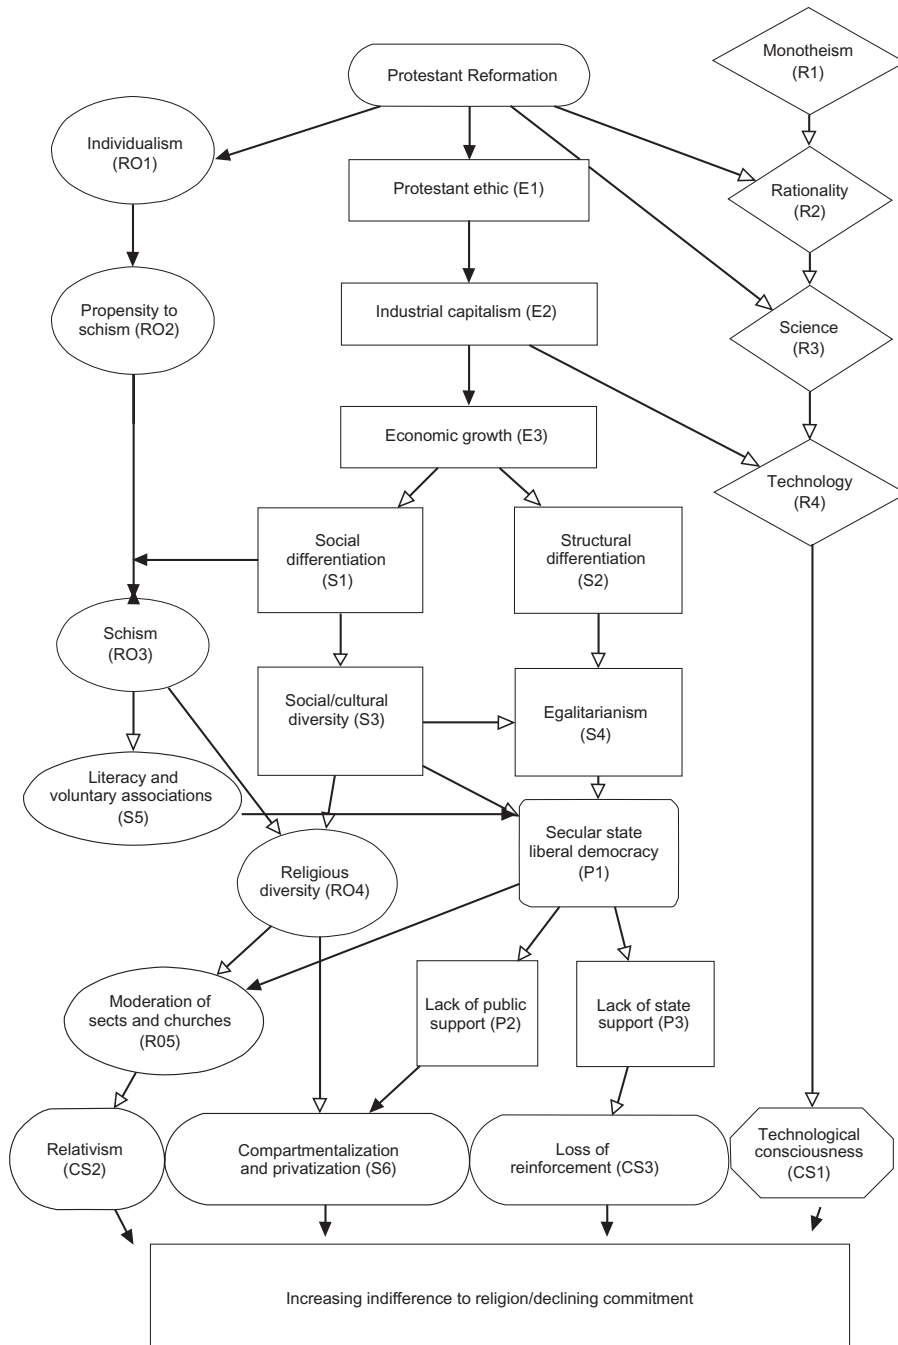 Monotheism
(R1)
Protestant Reformation
Individualism
(RO1)
Protestant ethic (E1)
Rationality
(R2)
Propensity to
schism (RO2)
Industrial capitalism (E2)
Science
(R3)
Economic growth (E3)
Technology
(R4)
Social
differentiation
(S1)
Structural
differentiation
(S2)
Schism
(RO3)
Social/cultural
diversity (S3)
Egalitarianism
(S4)
Literacy and
voluntary associations
(S5)
Secular state
liberal democracy
(P1)
Religious
diversity (RO4)
Moderation of
sects and churches
(R05)
Lack of public
support (P2)
Lack of state
support (P3)
Relativism
(CS2)
Compartmentalization
and privatization (S6)
Loss of
reinforcement (CS3)
Technological
consciousness
(CS1)
Increasing indifference to religion/declining commitment